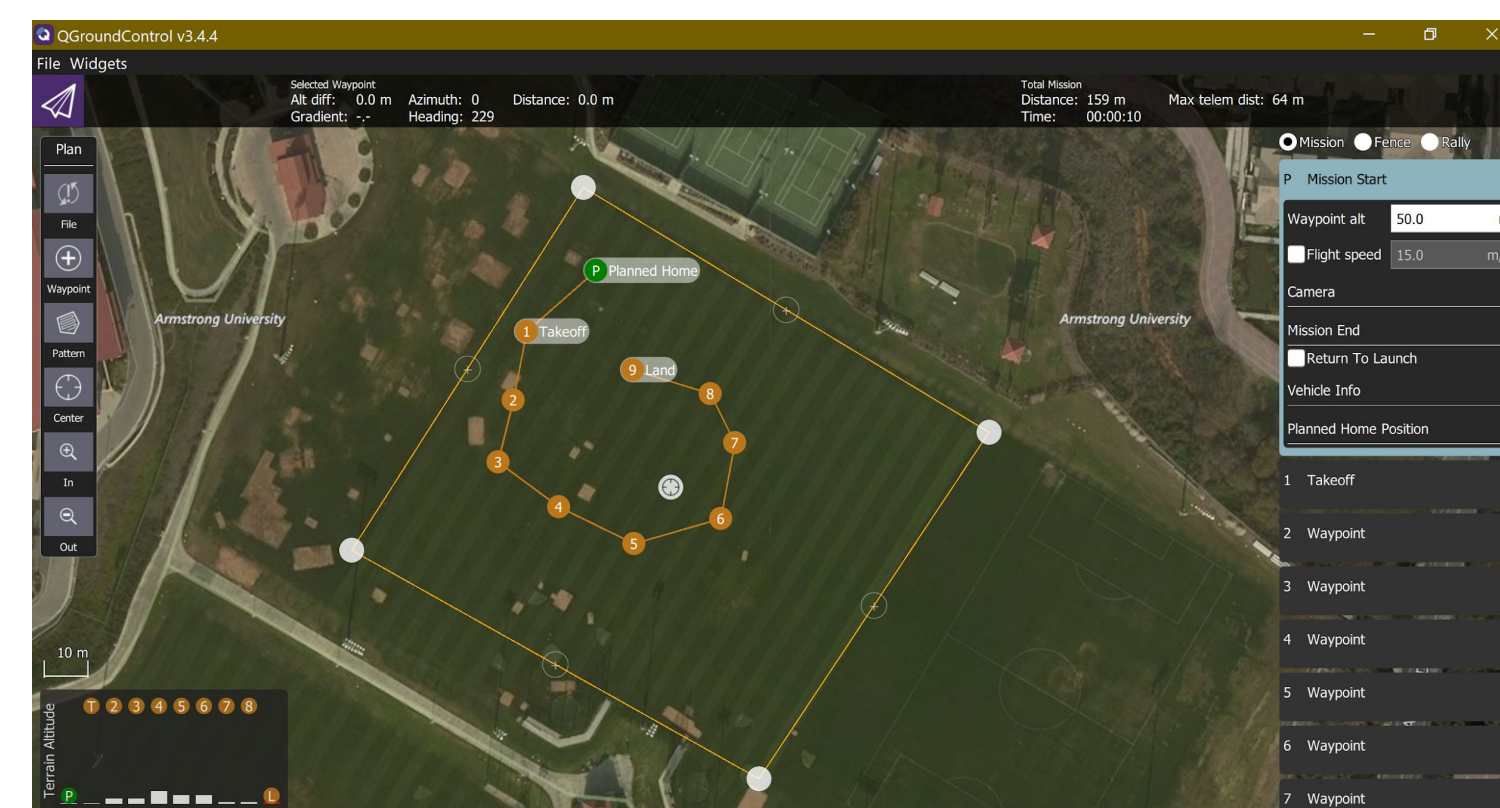 QGroundControl v3.4.4
File Widgets
Selected Waypoint
Alt diff: 0.0 m Azimuth: 0 Distance: 0.0 m
Gradient: -.- Heading: 229
Total Mission
Distance: 159 m Max telem dist: 64 m
Time: 00:00:10
Plan
File
Waypoint
Pattern
Center
In
Out
Mission Fence Rally
P Mission Start
Waypoint alt 50.0
Flight speed 15.0 m/
Camera
Mission End
Return To Launch
Vehicle Info
Planned Home Position
1 Takeoff
2 Waypoint
3 Waypoint
4 Waypoint
5 Waypoint
6 Waypoint
7 Waypoint
P Planned Home
1 Takeoff
Armstrong University
Armstrong University
9 Land
8
2
7
3
4
6
5
10 m
Terrain Altitude
T 2 3 4 5 6 7 8
P L